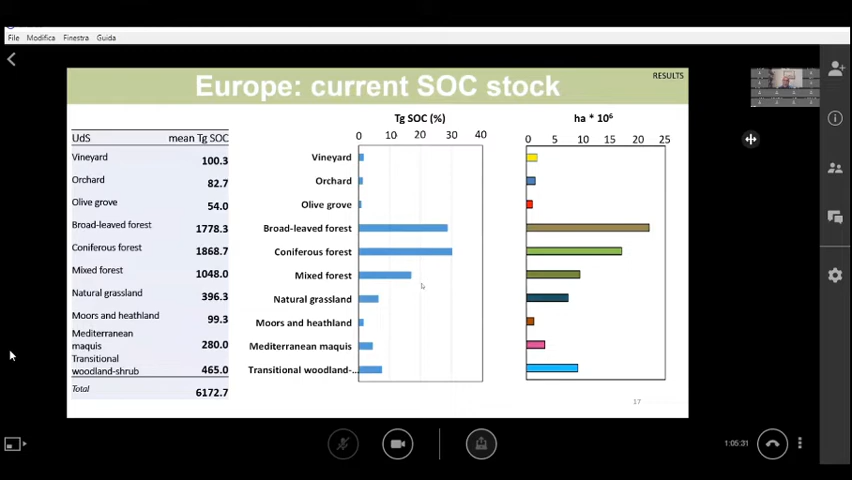 File Modifica Finestra Guida
Europe: current SOC stock
RESULTS
UdS mean Tg SOC
Vineyard 100.3
Orchard 82.7
Olive grove 54.0
Broad-leaved forest 1778.3
Coniferous forest 1868.7
Mixed forest 1048.0
Natural grassland 396.3
Moors and heathland 99.3
Mediterranean
maquis 280.0
Transitional
woodland-shrub 465.0
Total 6172.7
Tg SOC (%)
0 10 20 30 40
Vineyard
Orchard
Olive grove
Broad-leaved forest
Coniferous forest
Mixed forest
Natural grassland
Moors and heathland
Mediterranean maquis
Transitional woodland-...
ha * 10⁶
0 5 10 15 20 25
17
1:05:31